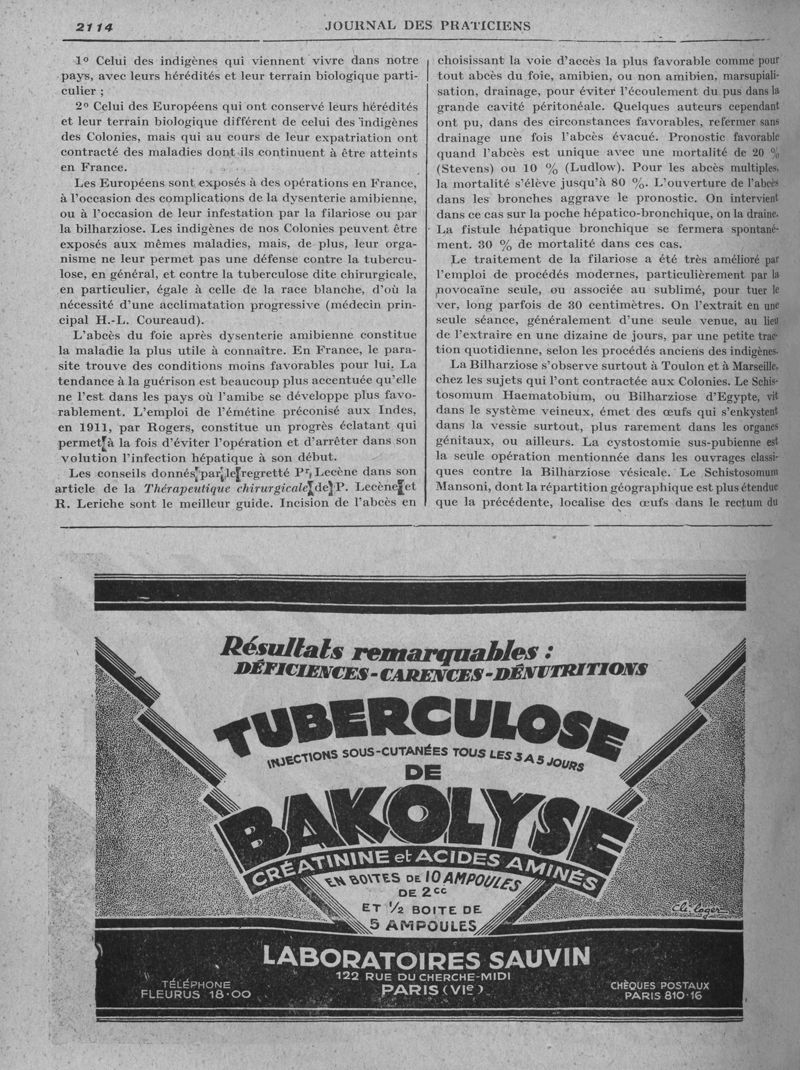 2114
JOURNAL DES PRATICIENS
1º Celui des indigènes qui viennent vivre dans notre
pays, avec leurs hérédités et leur terrain biologique parti-
culier ;
2º Celui des Européens qui ont conservé leurs hérédités
et leur terrain biologique différent de celui des indigènes
des Colonies, mais qui au cours de leur expatriation ont
contracté des maladies dont ils continuent à être atteints
en France.
Les Européens sont exposés à des opérations en France,
à l'occasion des complications de la dysenterie amibienne,
ou à l'occasion de leur infestation par la filariose ou par
la bilharziose. Les indigènes de nos Colonies peuvent être
exposés aux mêmes maladies, mais, de plus, leur orga-
nisme ne leur permet pas une défense contre la tubercu-
lose, en général, et contre la tuberculose dite chirurgicale,
en particulier, égale à celle de la race blanche, d'où la
nécessité d'une acclimatation progressive (médecin prin-
cipal H.-L. Coureaud).
L'abcès du foie après dysenterie amibienne constitue
la maladie la plus utile à connaître. En France, le para-
site trouve des conditions moins favorables pour lui. La
tendance à la guérison est beaucoup plus accentuée qu'elle
ne l'est dans les pays où l'amibe se développe plus favo-
rablement. L'emploi de l'émétine préconisé aux Indes,
en 1911, par Rogers, constitue un progrès éclatant qui
permet à la fois d'éviter l'opération et d'arrêter dans son
volution l'infection hépatique à son début.
Les conseils donnés par le regretté Pr Lecène dans son
article de la Thérapeutique chirurgicale de P. Lecène et
R. Leriche sont le meilleur guide. Incision de l'abcès en
choisissant la voie d'accès la plus favorable comme pour
tout abcès du foie, amibien, ou non amibien, marsupiali-
sation, drainage, pour éviter l'écoulement du pus dans la
grande cavité péritonéale. Quelques auteurs cependant
ont pu, dans des circonstances favorables, refermer sans
drainage une fois l'abcès évacué. Pronostic favorable
quand l'abcès est unique avec une mortalité de 20 %
(Stevens) ou 10 % (Ludlow). Pour les abcès multiples,
la mortalité s'élève jusqu'à 80 %. L'ouverture de l'abcès
dans les bronches aggrave le pronostic. On intervient
dans ce cas sur la poche hépatico-bronchique, on la draine.
La fistule hépatique bronchique se fermera spontané-
ment. 30 % de mortalité dans ces cas.
Le traitement de la filariose a été très amélioré par
l'emploi de procédés modernes, particulièrement par la
novocaïne seule, ou associée au sublimé, pour tuer le
ver, long parfois de 30 centimètres. On l'extrait en une
seule séance, généralement d'une seule venue, au lieu
de l'extraire en une dizaine de jours, par une petite trac-
tion quotidienne, selon les procédés anciens des indigènes.
La Bilharziose s'observe surtout à Toulon et à Marseille,
chez les sujets qui l'ont contractée aux Colonies. Le Schis-
tosomum Haematobium, ou Bilharziose d'Egypte, vit
dans le système veineux, émet des œufs qui s'enkystent
dans la vessie surtout, plus rarement dans les organes
génitaux, ou ailleurs. La cystostomie sus-pubienne est
la seule opération mentionnée dans les ouvrages classi-
ques contre la Bilharziose vésicale. Le Schistosomum
Mansoni, dont la répartition géographique est plus étendue
que la précédente, localise des œufs dans le rectum du
Résultats remarquables :
DÉFICIENCES-CARENCES-DÉNUTRITIONS
TUBERCULOSE
INJECTIONS SOUS-CUTANÉES TOUS LES 3 A 5 JOURS
DE
BAKOLYSE
CRÉATININE et ACIDES AMINÉS
EN BOITES DE 10 AMPOULES
DE 2cc
ET 1/2 BOITE DE
5 AMPOULES
Cli. Loger
LABORATOIRES SAUVIN
122 RUE DU CHERCHE-MIDI
PARIS (VIe)
TÉLÉPHONE
FLEURUS 18·00
CHÈQUES POSTAUX
PARIS 810·16